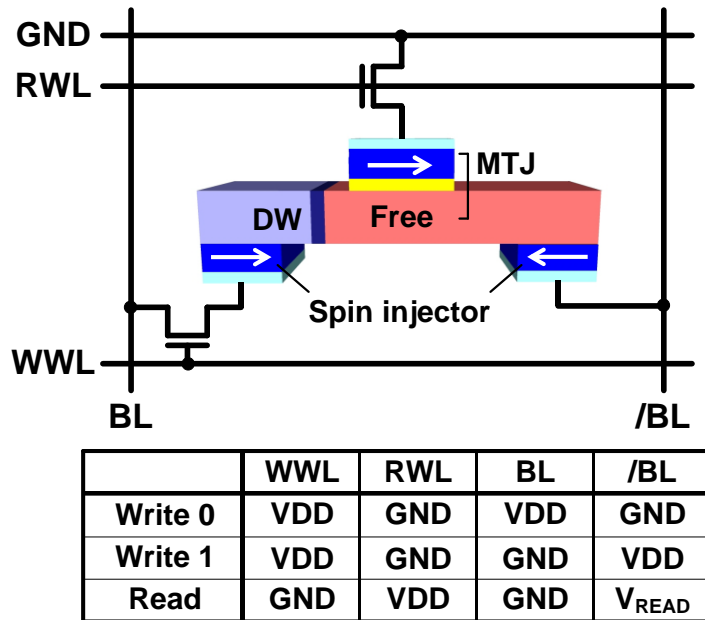 GND
RWL
MTJ
DW Free
Spin injector
WWL
BL /BL
WWL RWL BL /BL
Write 0 VDD GND VDD GND
Write 1 VDD GND GND VDD
Read GND VDD GND VREAD